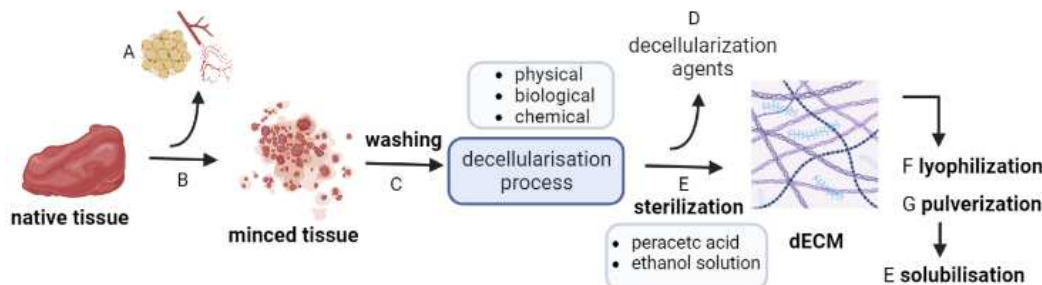 A
B
native tissue
minced tissue
washing
C
physical
biological
chemical
decellularisation
process
D
decellularization
agents
E
sterilization
peracetc acid
ethanol solution
dECM
F lyophilization
G pulverization
E solubilisation